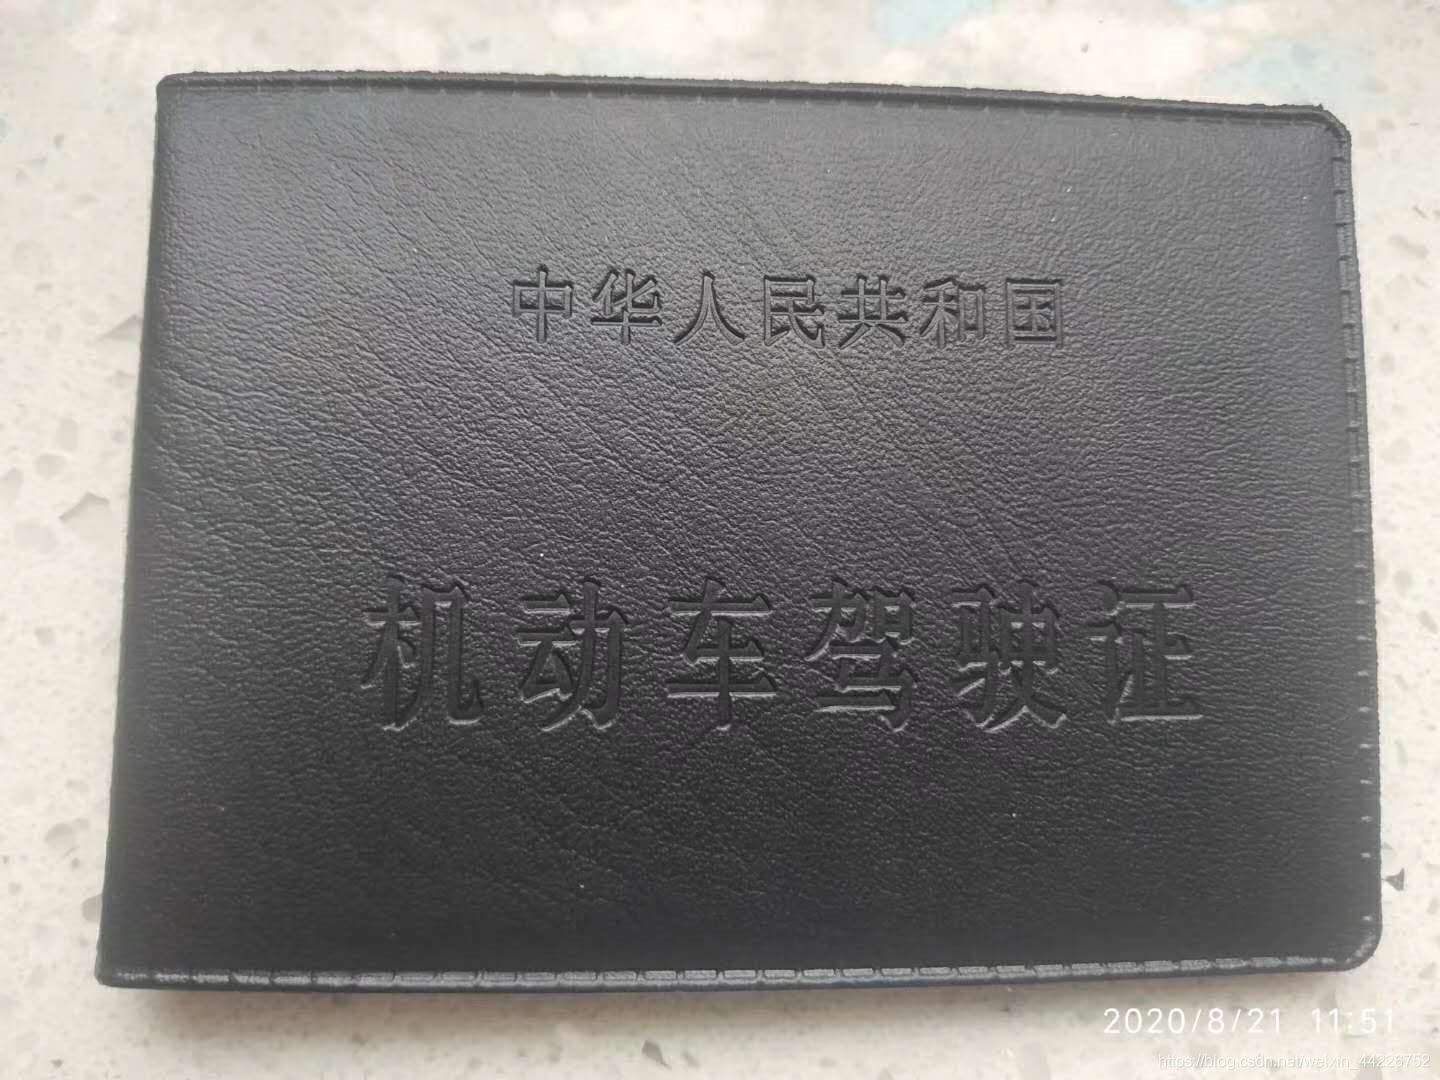 中华人民共和国
机动车驾驶证
2020/8/21 11:51
https://blog.csdn.net/weixin_44226752